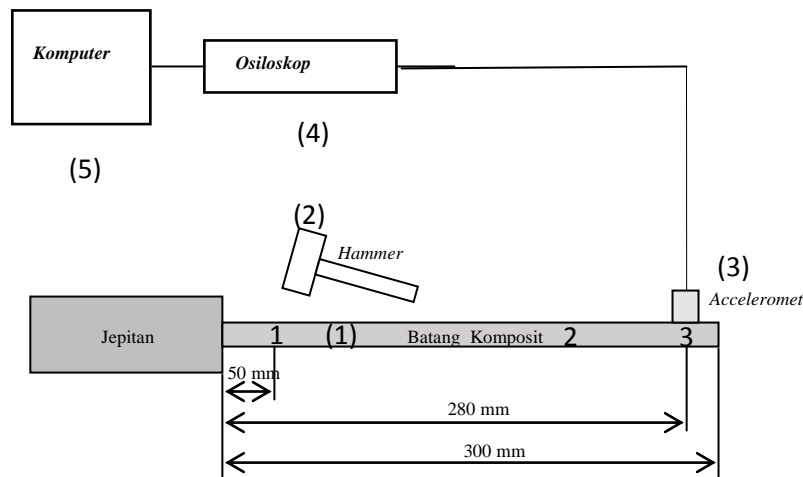 Komputer
Osiloskop
(4)
(5)
(2)
Hammer
(3)
Acceleromet
Jepitan
1 (1) Batang Komposit 2 3
50 mm
280 mm
300 mm